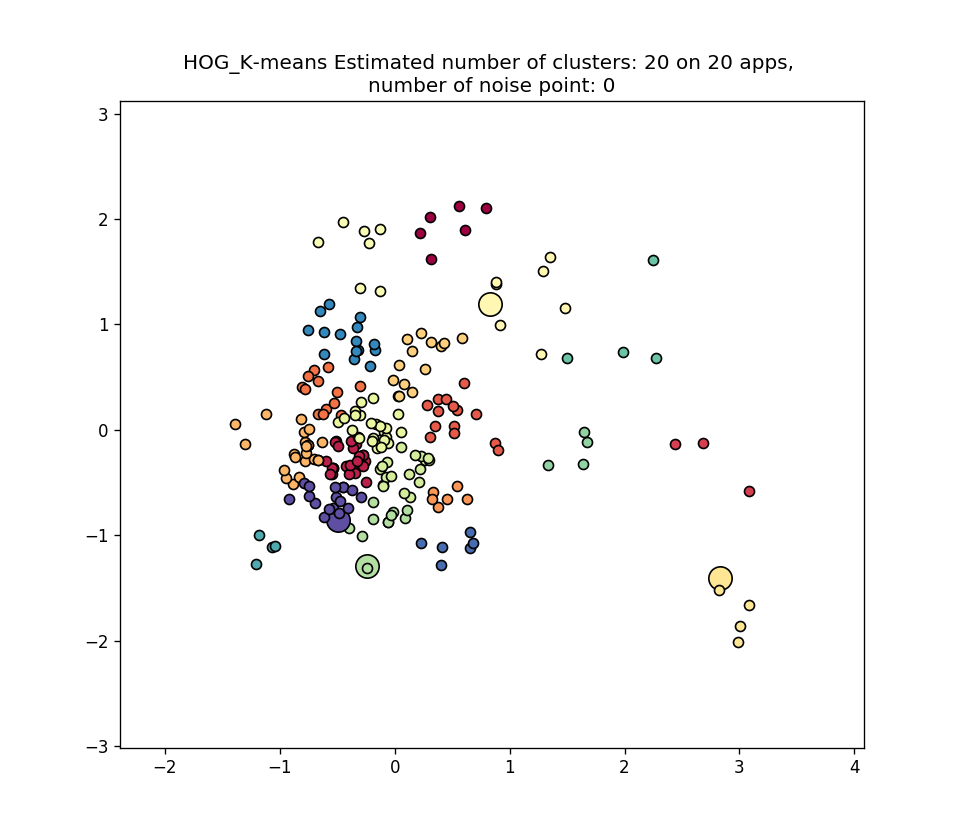 HOG_K-means Estimated number of clusters: 20 on 20 apps,
number of noise point: 0
3
2
1
0
−1
−2
−3
−2 −1 0 1 2 3 4